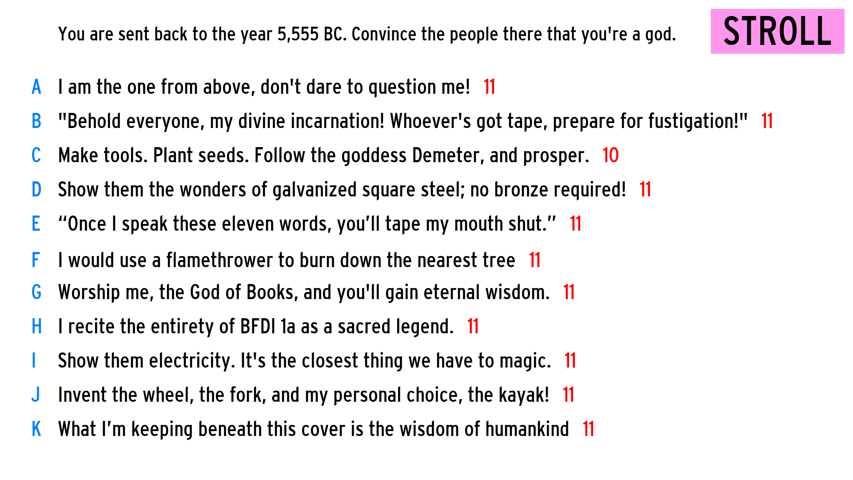 You are sent back to the year 5,555 BC. Convince the people there that you're a god.
STROLL
A I am the one from above, don't dare to question me! 11
B "Behold everyone, my divine incarnation! Whoever's got tape, prepare for fustigation!" 11
C Make tools. Plant seeds. Follow the goddess Demeter, and prosper. 10
D Show them the wonders of galvanized square steel; no bronze required! 11
E “Once I speak these eleven words, you’ll tape my mouth shut.” 11
F I would use a flamethrower to burn down the nearest tree 11
G Worship me, the God of Books, and you'll gain eternal wisdom. 11
H I recite the entirety of BFDI 1a as a sacred legend. 11
I Show them electricity. It's the closest thing we have to magic. 11
J Invent the wheel, the fork, and my personal choice, the kayak! 11
K What I’m keeping beneath this cover is the wisdom of humankind 11